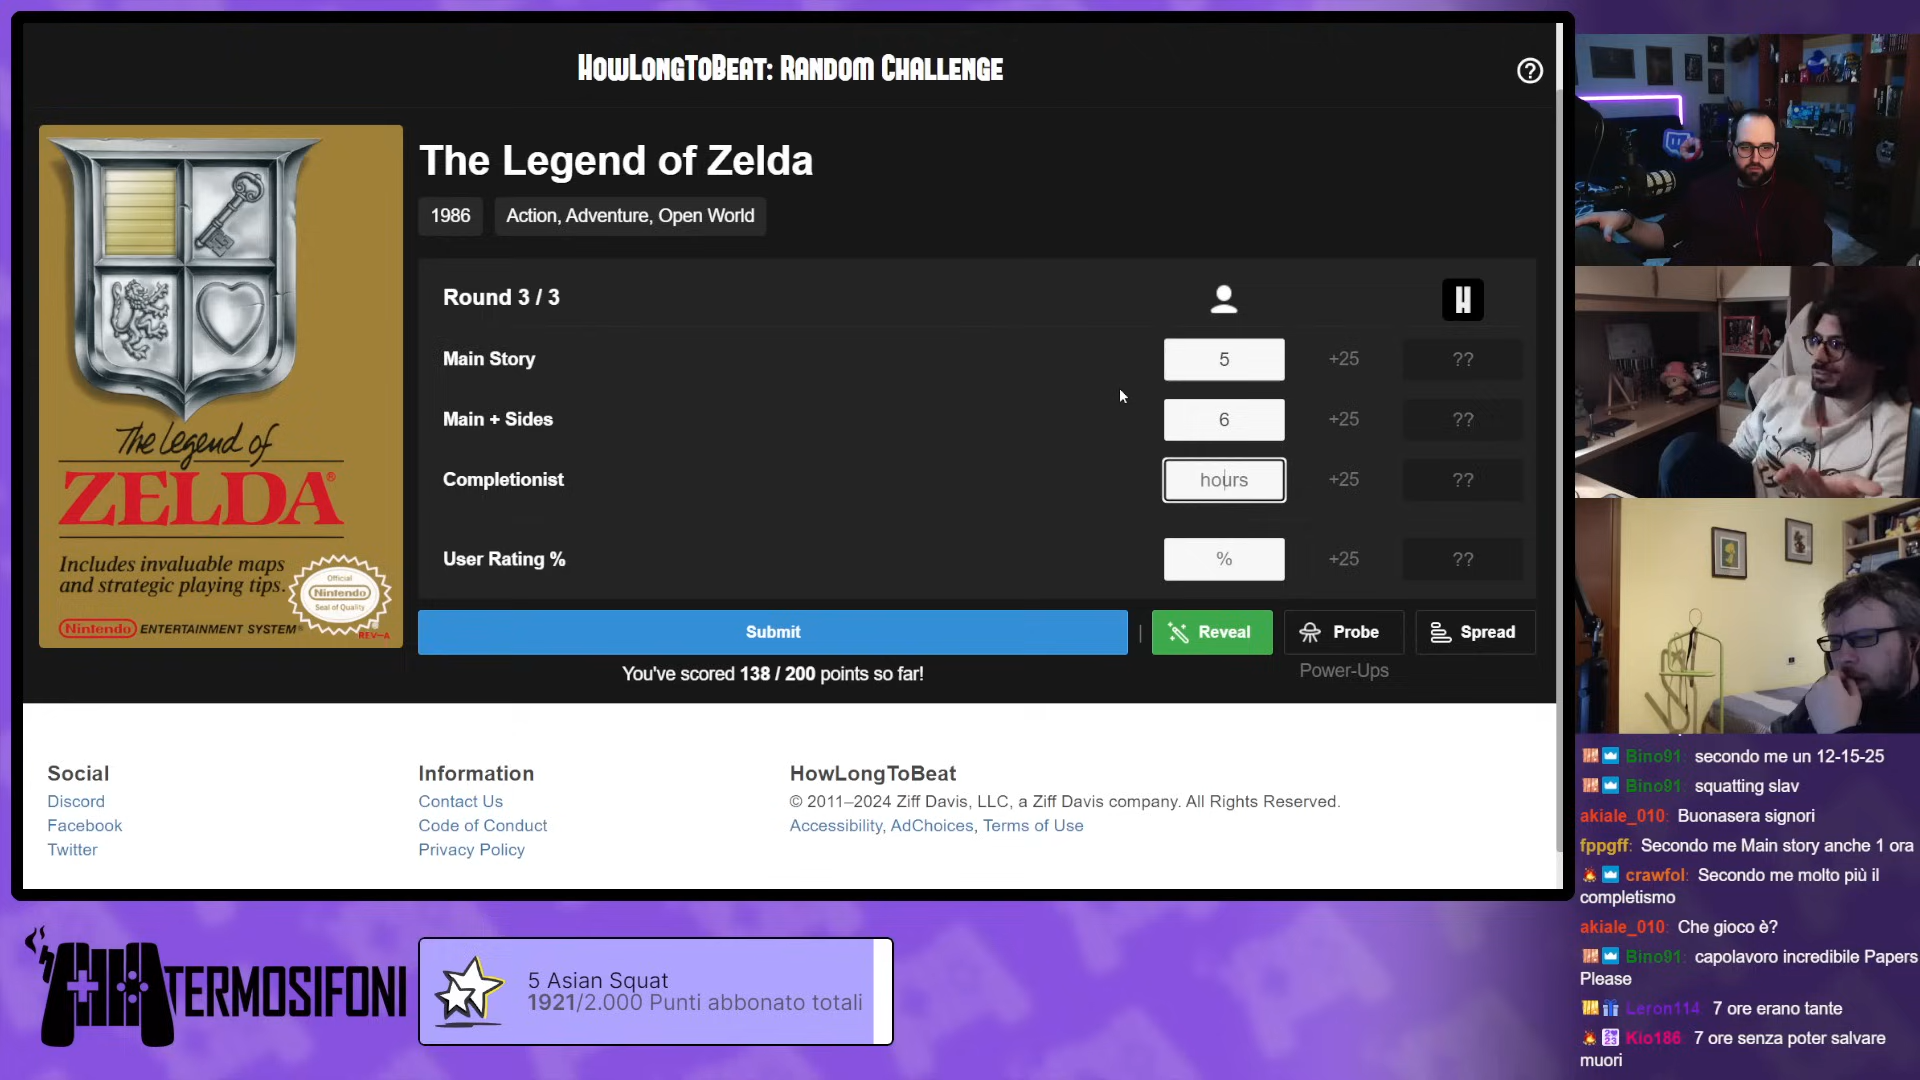 HOWLONGTOBEAT: RANDOM CHALLENGE
The Legend of Zelda
1986
Action, Adventure, Open World
The Legend of
ZELDA®
Includes invaluable maps
and strategic playing tips.
Official
Nintendo
Seal of Quality
Nintendo ENTERTAINMENT SYSTEM
REV-A
Round 3 / 3
H
Main Story
5
+25
??
Main + Sides
6
+25
??
Completionist
hours
+25
??
User Rating %
%
+25
??
Submit
|
Reveal
Probe
Spread
You've scored 138 / 200 points so far!
Power-Ups
Social
Discord
Facebook
Twitter
Information
Contact Us
Code of Conduct
Privacy Policy
HowLongToBeat
© 2011–2024 Ziff Davis, LLC, a Ziff Davis company. All Rights Reserved.
Accessibility, AdChoices, Terms of Use
TERMOSIFONI
5 Asian Squat
1921/2.000 Punti abbonato totali
Bino91: secondo me un 12-15-25
Bino91: squatting slav
akiale_010: Buonasera signori
fppgff: Secondo me Main story anche 1 ora
crawfol: Secondo me molto più il
completismo
akiale_010: Che gioco è?
Bino91: capolavoro incredibile Papers
Please
Leron114 7 ore erano tante
Kio186 7 ore senza poter salvare
muori